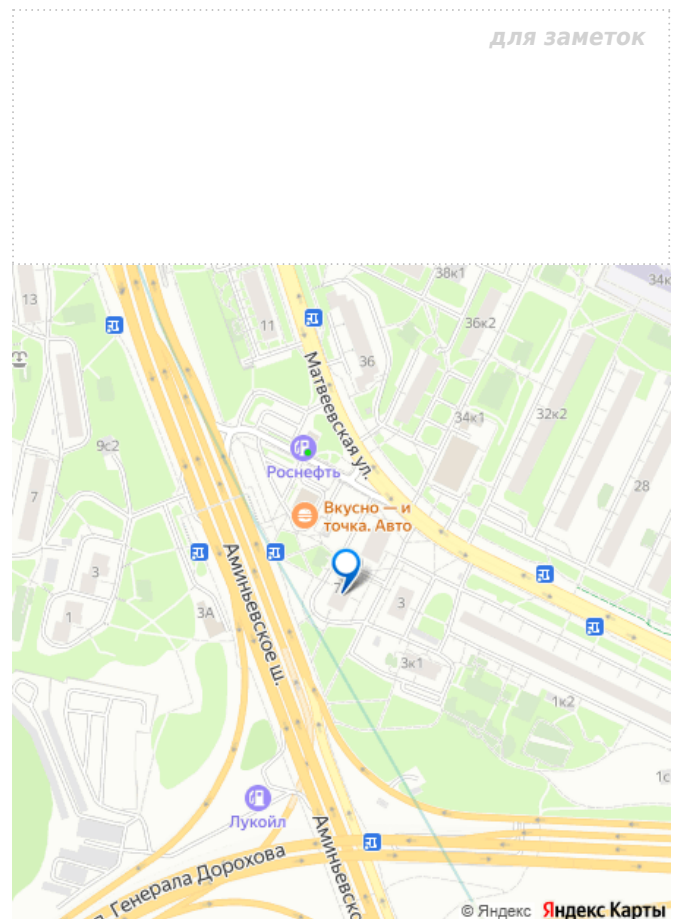 для заметок
38к1
34к
13
11
36к2
36
Матвеевская ул.
34к1
32к2
9с2
Роснефть
28
7
Вкусно — и
точка. Авто
3
7
3
1
3А
Аминьевское ш.
3к1
1к2
1с
Лукойл
Аминьевско
Генерала Дорохова
© Яндекс Яндекс Карты